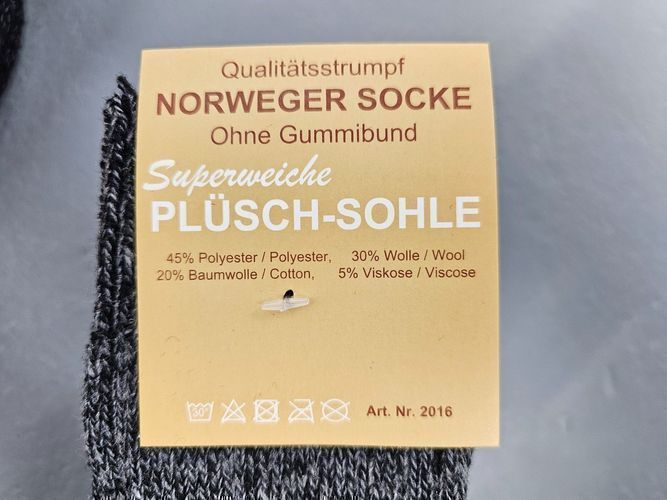 Qualitätsstrumpf
NORWEGER SOCKE
Ohne Gummibund
Superweiche
PLÜSCH-SOHLE
45% Polyester / Polyester, 30% Wolle / Wool
20% Baumwolle / Cotton, 5% Viskose / Viscose
30° Art. Nr. 2016